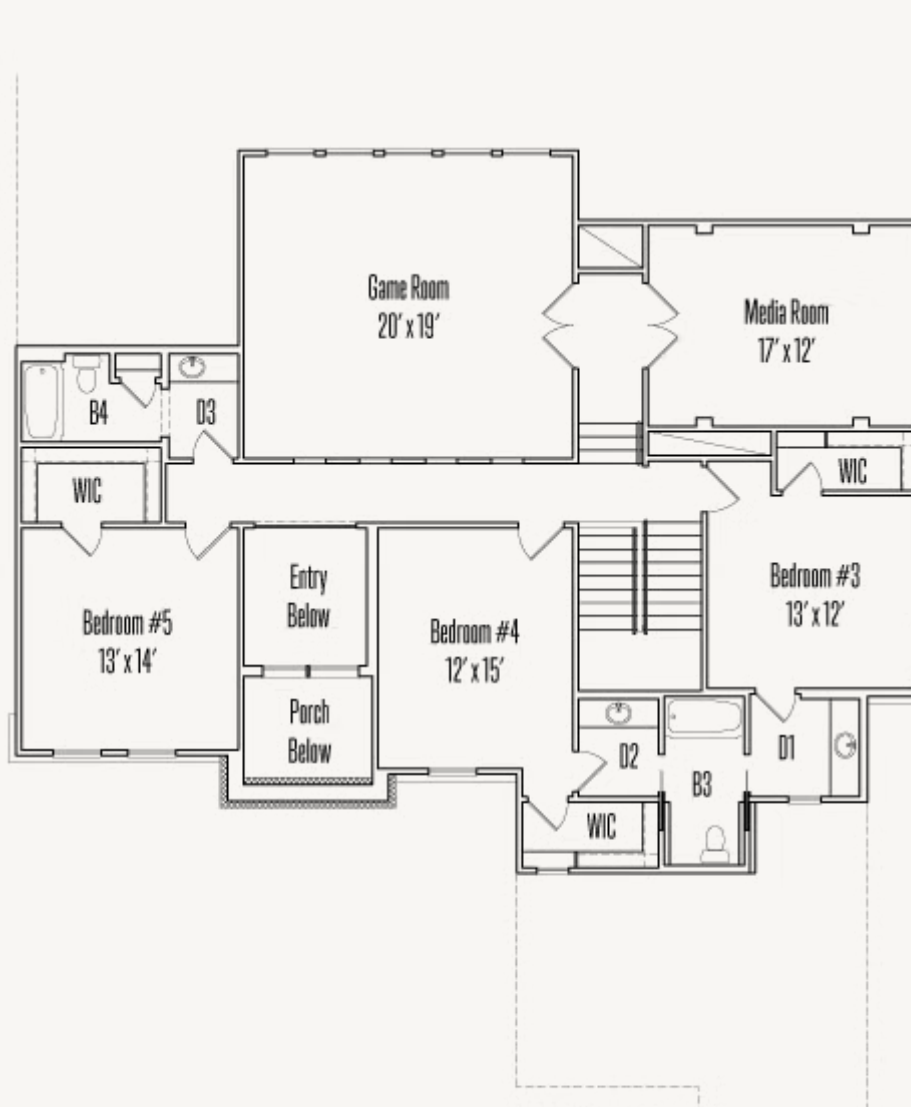 Game Room
20' x 19'
Media Room
17' x 12'
B4
D3
WIC
WIC
Bedroom #5
13' x 14'
Entry
Below
Porch
Below
Bedroom #4
12' x 15'
Bedroom #3
13' x 12'
D2
B3
D1
WIC